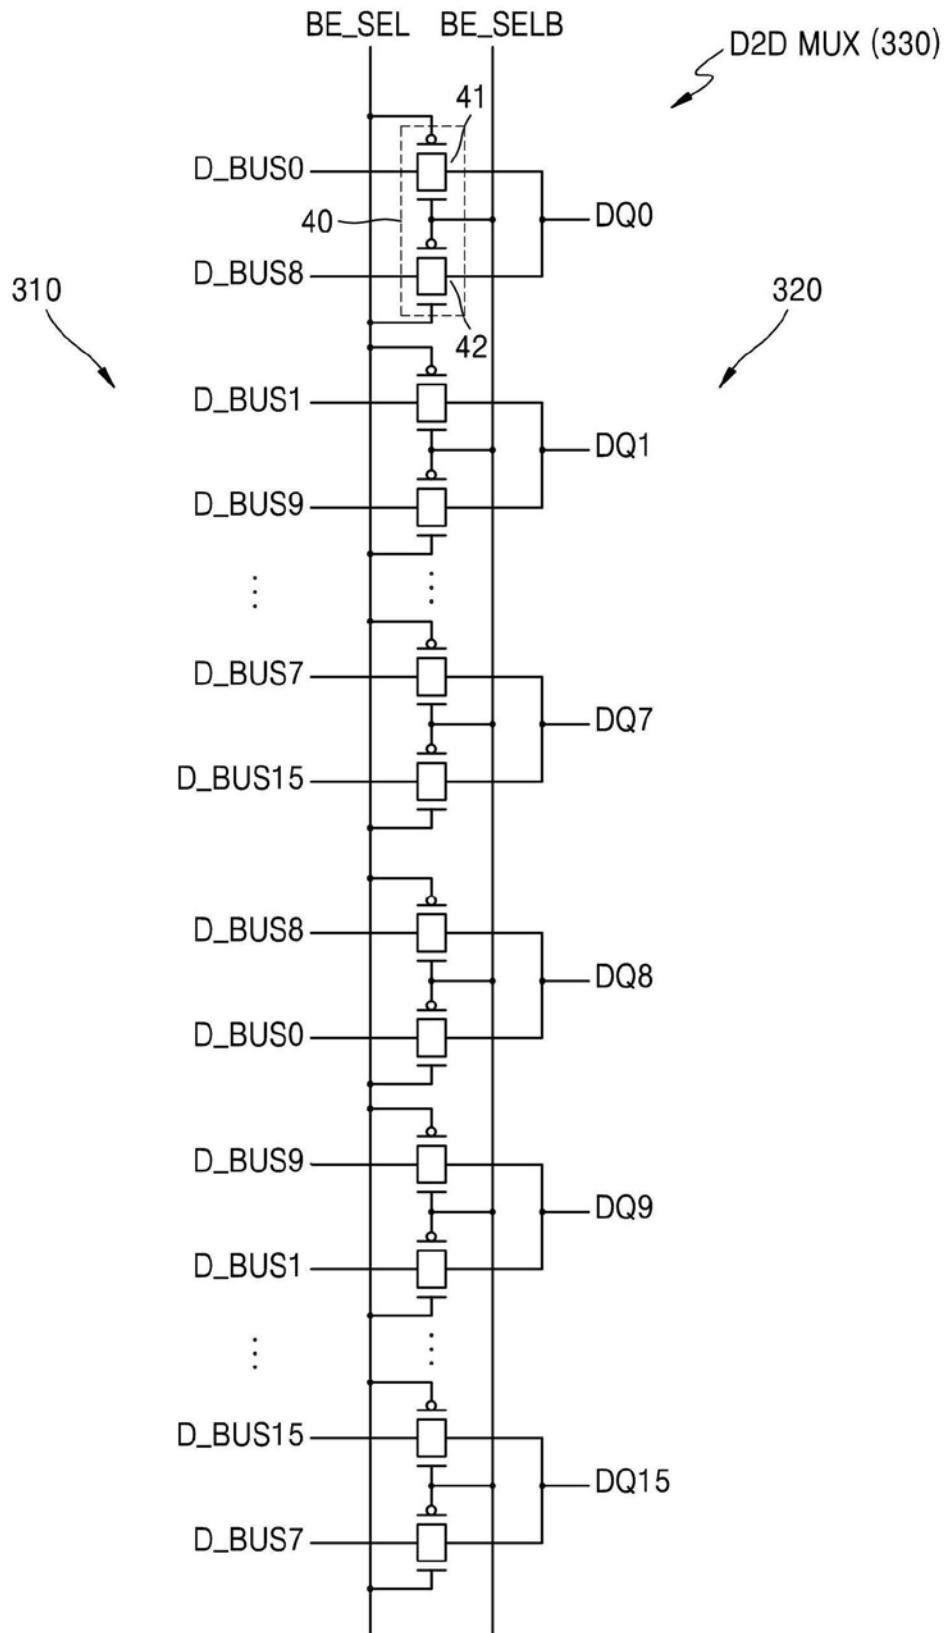 BE_SEL BE_SELB
D2D MUX (330)
41
D_BUS0
40
DQ0
D_BUS8
310
320
42
D_BUS1
DQ1
D_BUS9
D_BUS7
DQ7
D_BUS15
D_BUS8
DQ8
D_BUS0
D_BUS9
DQ9
D_BUS1
D_BUS15
DQ15
D_BUS7